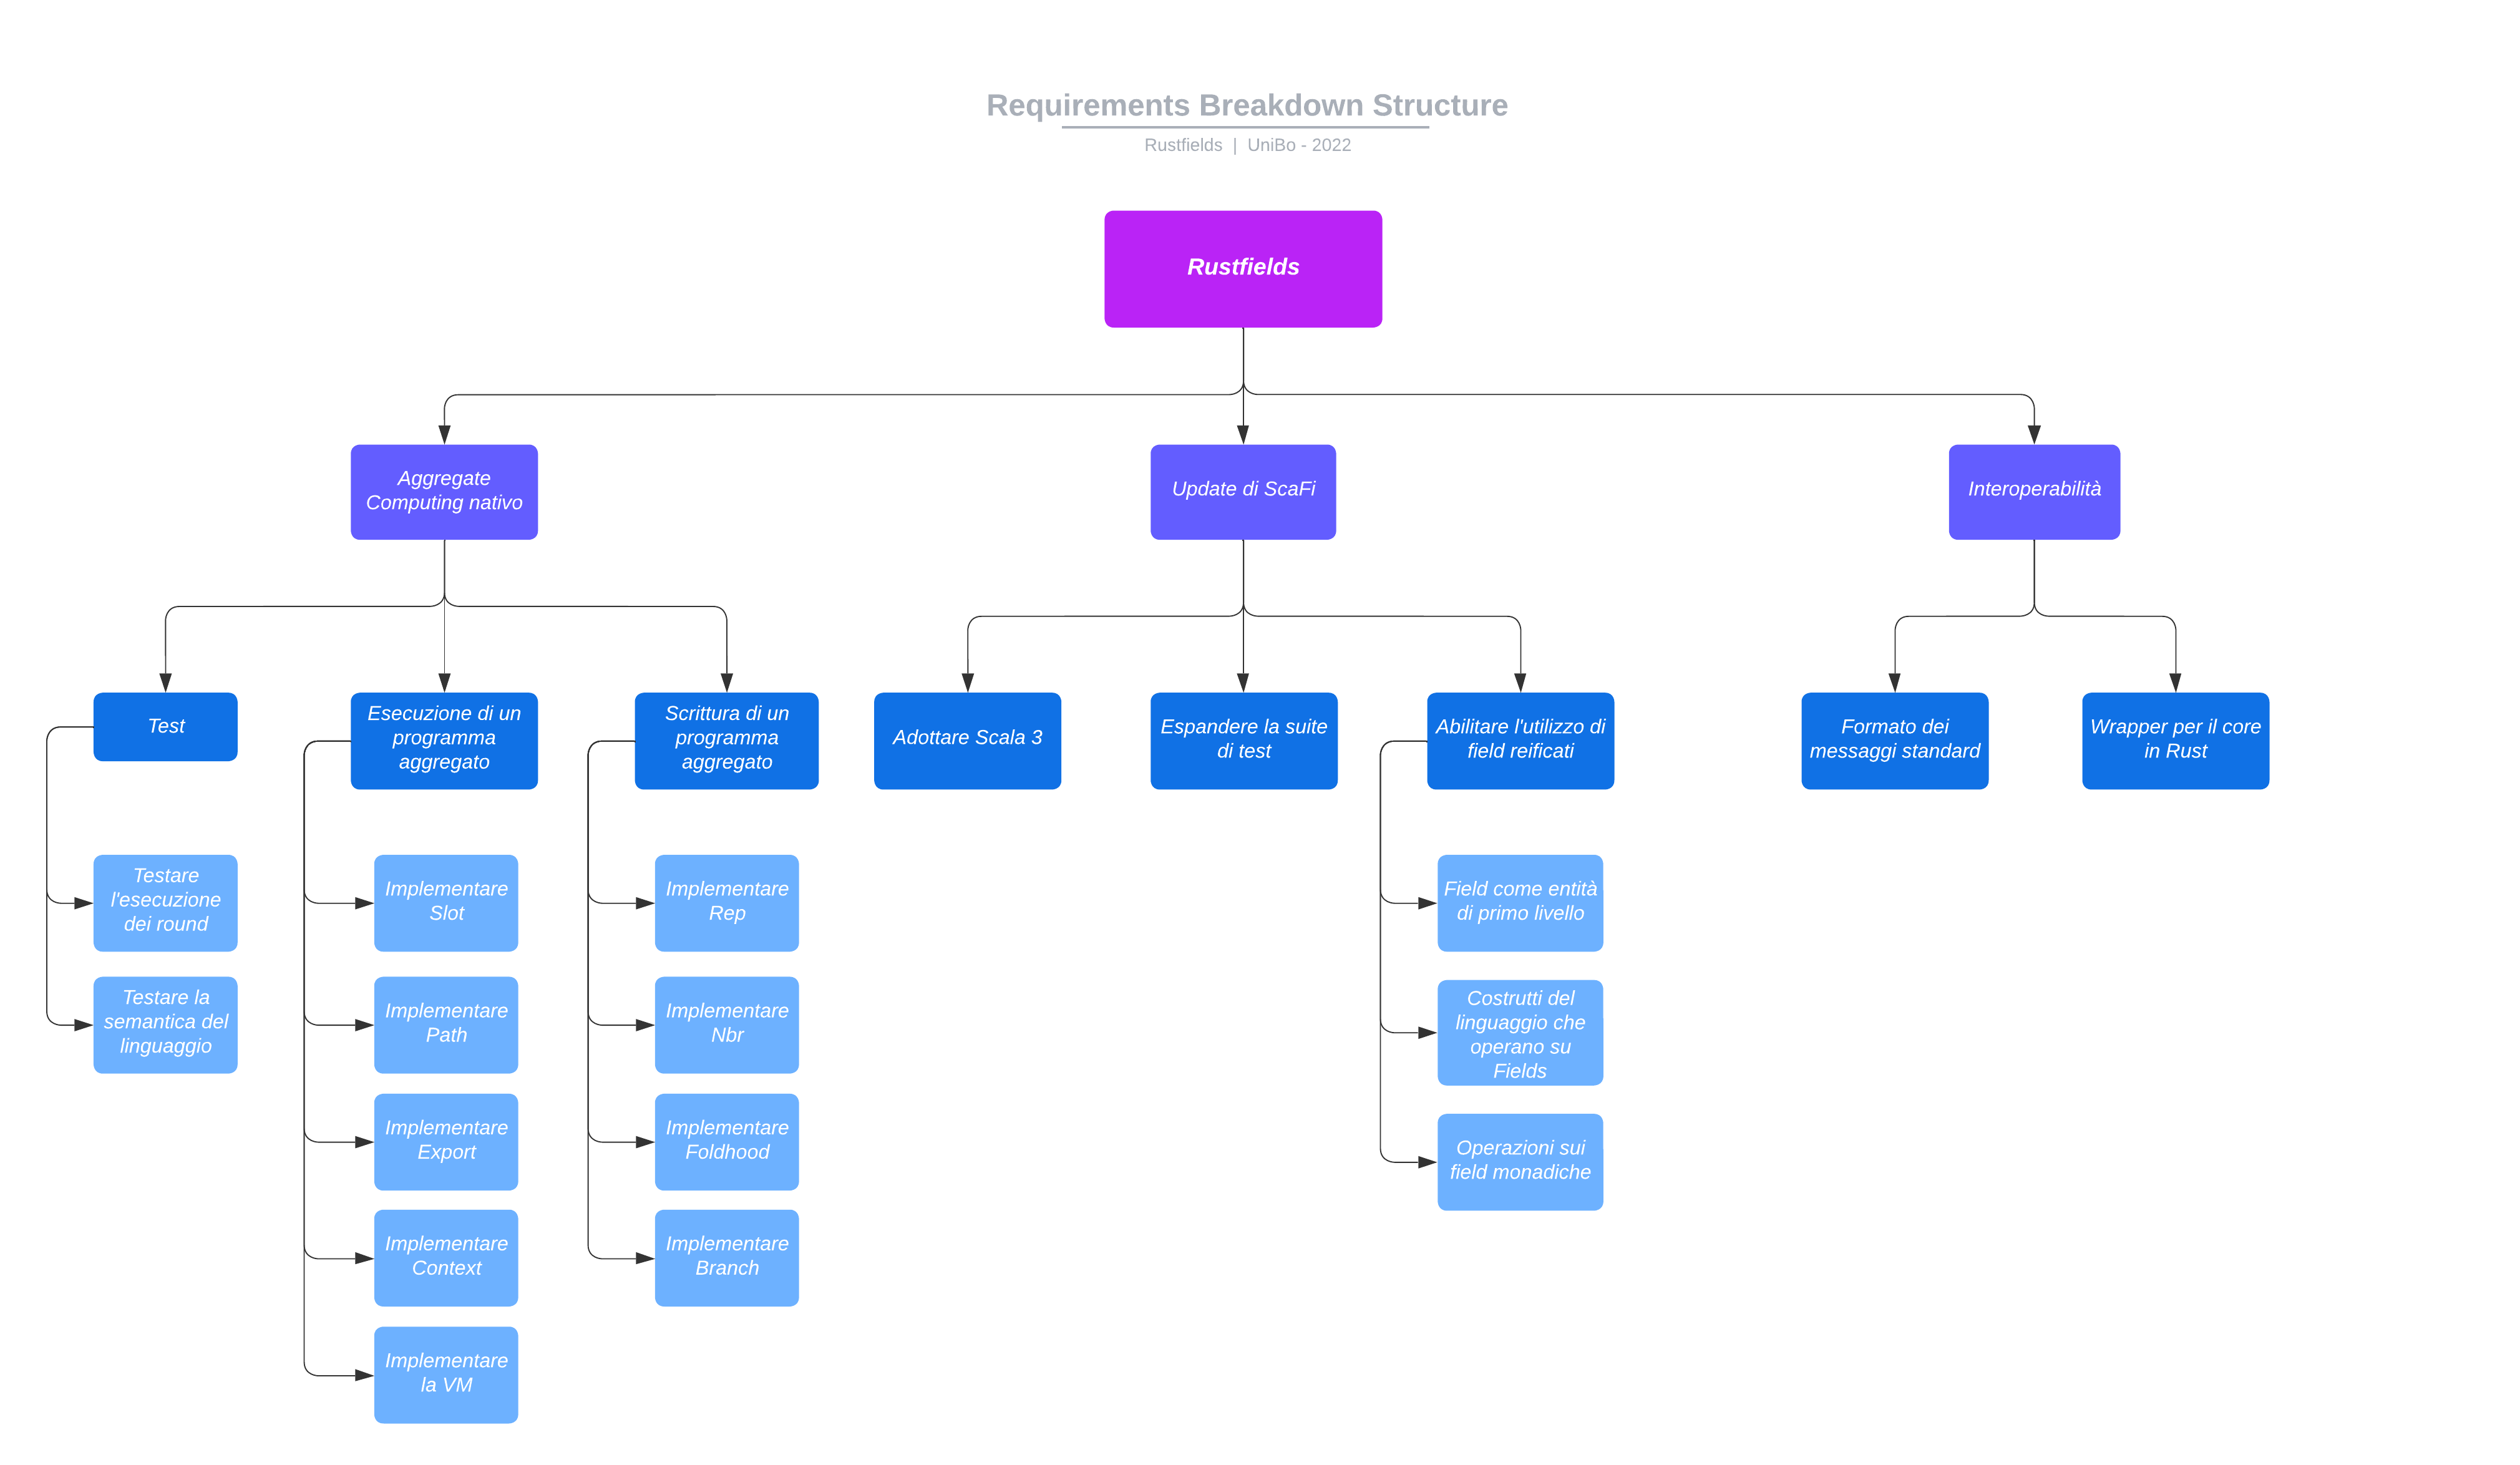 Requirements Breakdown Structure
Rustfields | UniBo - 2022
Rustfields
Aggregate
Computing nativo
Update di ScaFi
Interoperabilità
Test
Esecuzione di un
programma
aggregato
Scrittura di un
programma
aggregato
Adottare Scala 3
Espandere la suite
di test
Abilitare l'utilizzo di
field reificati
Formato dei
messaggi standard
Wrapper per il core
in Rust
Testare
l'esecuzione
dei round
Implementare
Slot
Implementare
Rep
Field come entità
di primo livello
Testare la
semantica del
linguaggio
Implementare
Path
Implementare
Nbr
Costrutti del
linguaggio che
operano su
Fields
Implementare
Export
Implementare
Foldhood
Operazioni sui
field monadiche
Implementare
Context
Implementare
Branch
Implementare
la VM